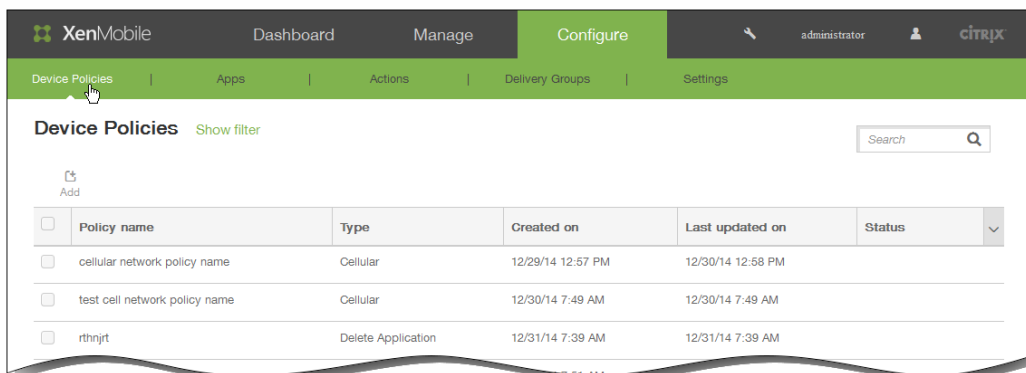 XenMobile Dashboard Manage Configure administrator CITRIX
Device Policies | Apps | Actions | Delivery Groups | Settings
Device Policies Show filter
Search
Add
Policy name Type Created on Last updated on Status
cellular network policy name Cellular 12/29/14 12:57 PM 12/30/14 12:58 PM
test cell network policy name Cellular 12/30/14 7:49 AM 12/30/14 7:49 AM
rthnjrt Delete Application 12/31/14 7:39 AM 12/31/14 7:39 AM